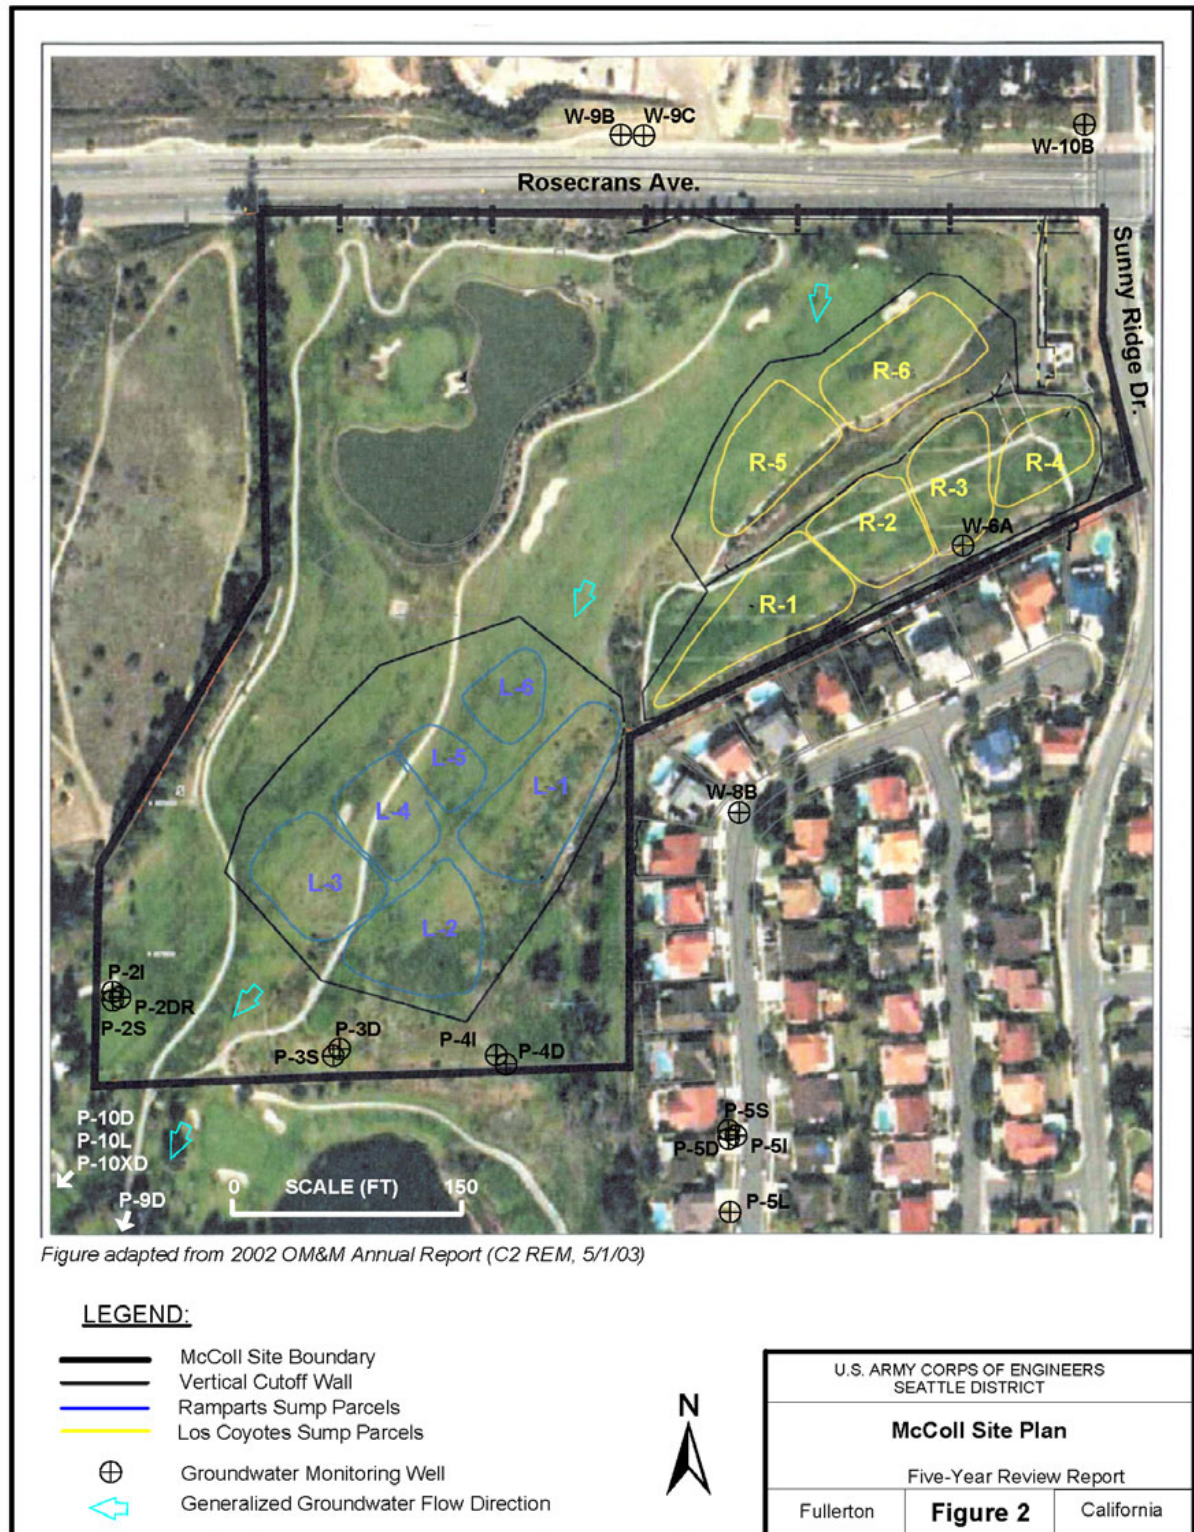 W-9B W-9C
W-10B
Rosecrans Ave.
Sunny Ridge Dr.
R-6
R-5
R-4
R-3
R-2
W-6A
R-1
L-6
L-5
L-1
L-4
W-8B
L-3
L-2
P-2I
P-2DR
P-2S
P-3D
P-3S
P-4I
P-4D
P-5S
P-5D P-5I
P-5L
P-10D
P-10L
P-10XD
P-9D
0 SCALE (FT) 150
Figure adapted from 2002 OM&M Annual Report (C2 REM, 5/1/03)
LEGEND:
McColl Site Boundary
Vertical Cutoff Wall
Ramparts Sump Parcels
Los Coyotes Sump Parcels
Groundwater Monitoring Well
Generalized Groundwater Flow Direction
N
U.S. ARMY CORPS OF ENGINEERS
SEATTLE DISTRICT
McColl Site Plan
Five-Year Review Report
Fullerton Figure 2 California